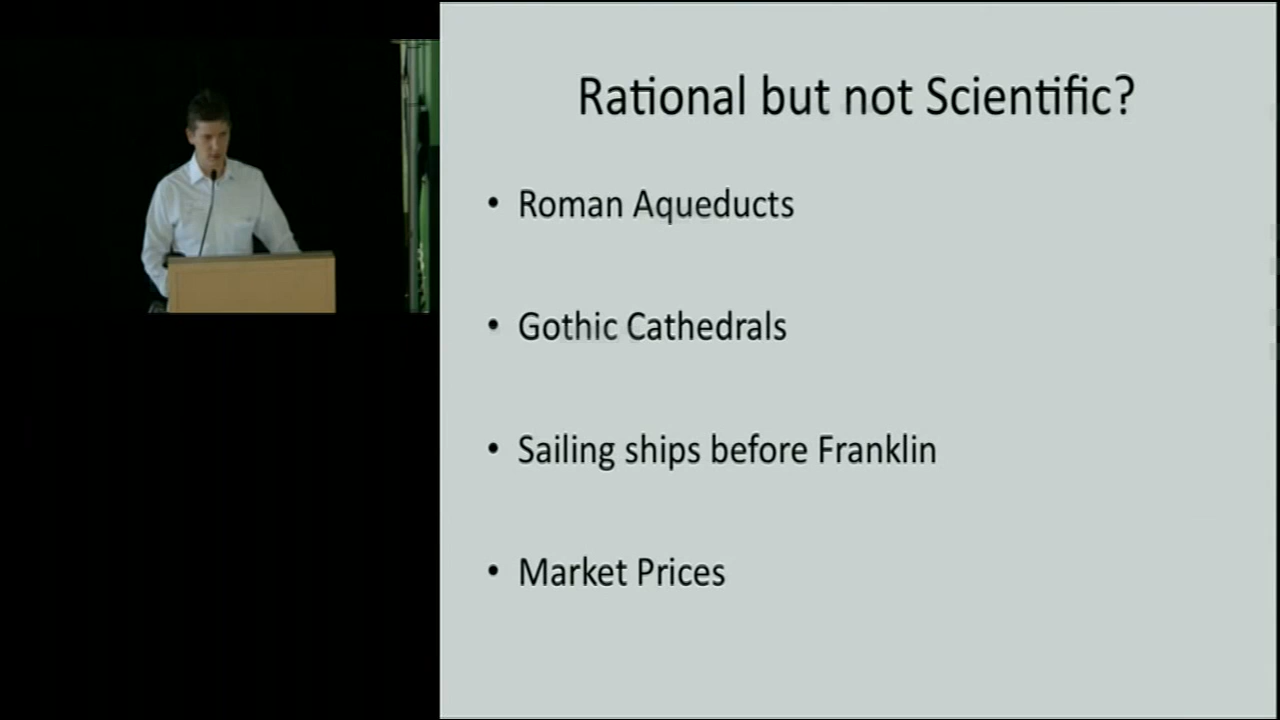 Rational but not Scientific?
• Roman Aqueducts
• Gothic Cathedrals
• Sailing ships before Franklin
• Market Prices